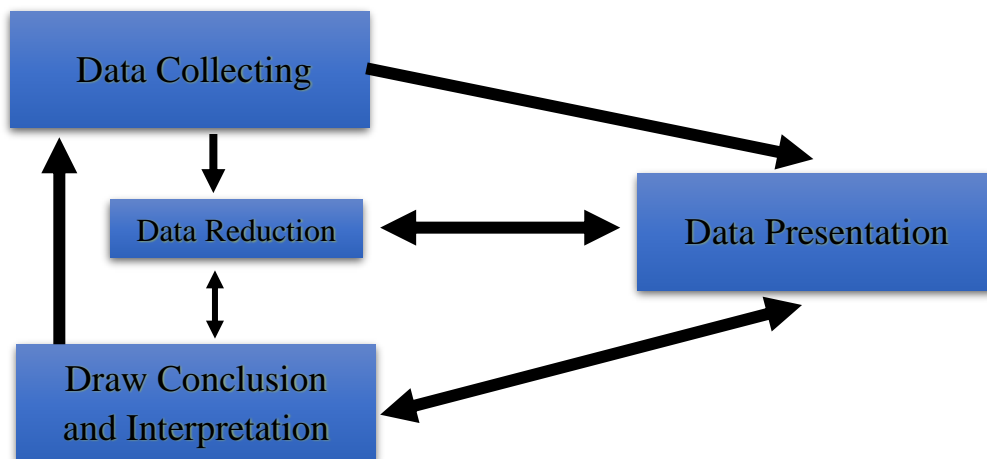 Data Collecting
Data Reduction
Data Presentation
Draw Conclusion
and Interpretation